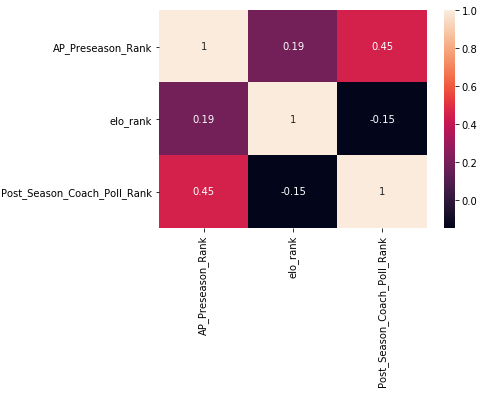 AP_Preseason_Rank
1
0.19
0.45
elo_rank
0.19
1
-0.15
Post_Season_Coach_Poll_Rank
0.45
-0.15
1
AP_Preseason_Rank
elo_rank
Post_Season_Coach_Poll_Rank
1.0
0.8
0.6
0.4
0.2
0.0